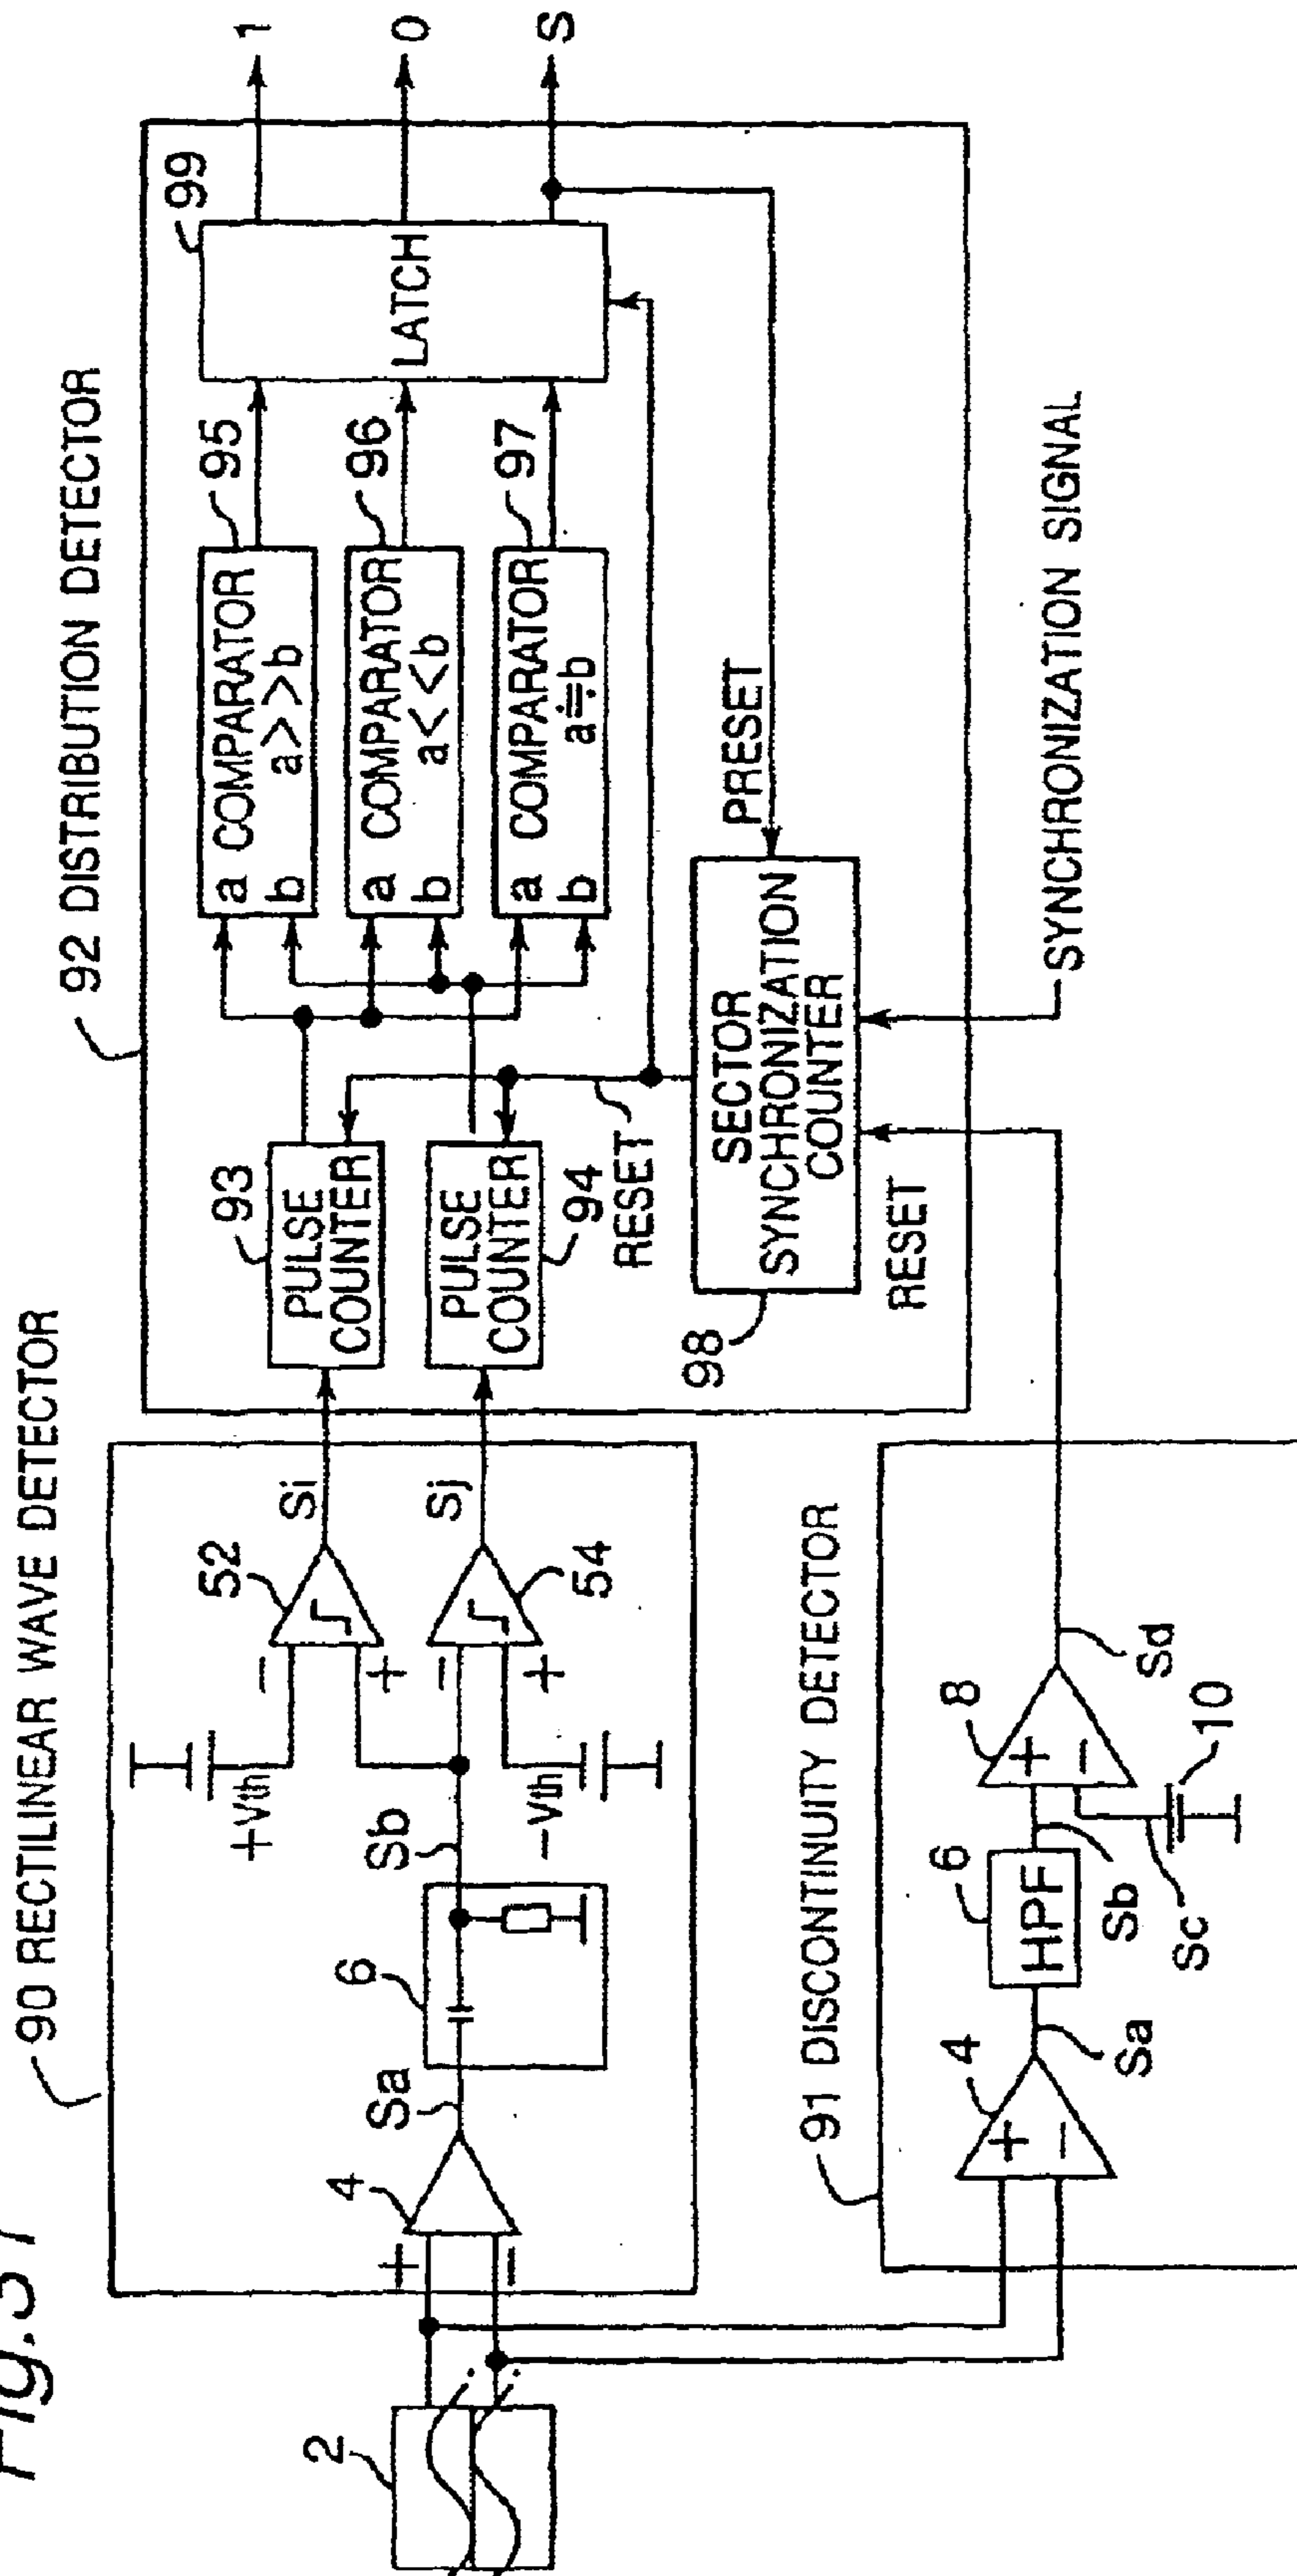 Fig.31
90 RECTILINEAR WAVE DETECTOR
92 DISTRIBUTION DETECTOR
2
+
−
4
Sa
6
Sb
+Vth
−Vth
−
+
−
+
52
54
Si
Sj
93
PULSE
COUNTER
PULSE
COUNTER
94
RESET
a COMPARATOR
b a>>b
95
a COMPARATOR
b a<<b
96
a COMPARATOR
b a≒b
97
99
LATCH
1
0
S
98
SECTOR
SYNCHRONIZATION
COUNTER
PRESET
RESET
SYNCHRONIZATION SIGNAL
91 DISCONTINUITY DETECTOR
4
+
−
Sa
6
HPF
Sb
Sc
8
+
−
10
Sd